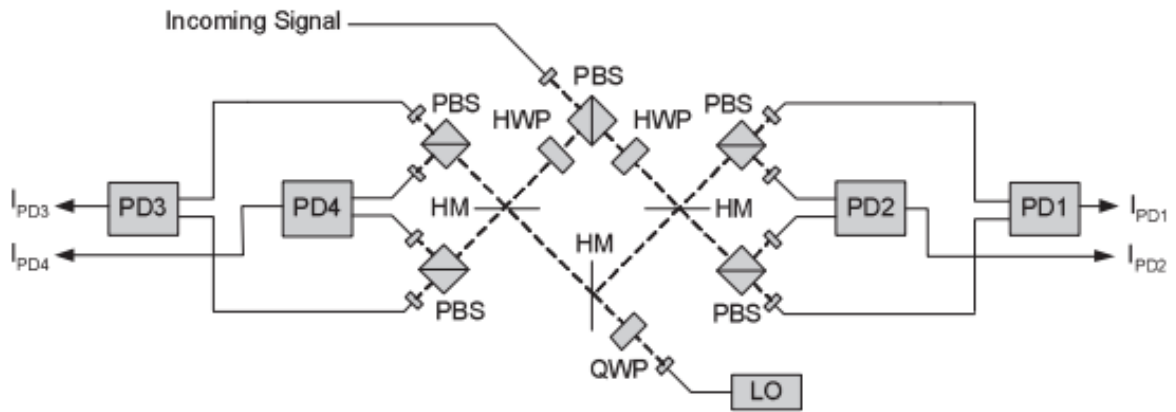 Incoming Signal
PBS
PBS
PBS
HWP
HWP
I_PD3
PD3
PD4
HM
HM
PD2
PD1
I_PD1
I_PD4
HM
I_PD2
PBS
PBS
QWP
LO